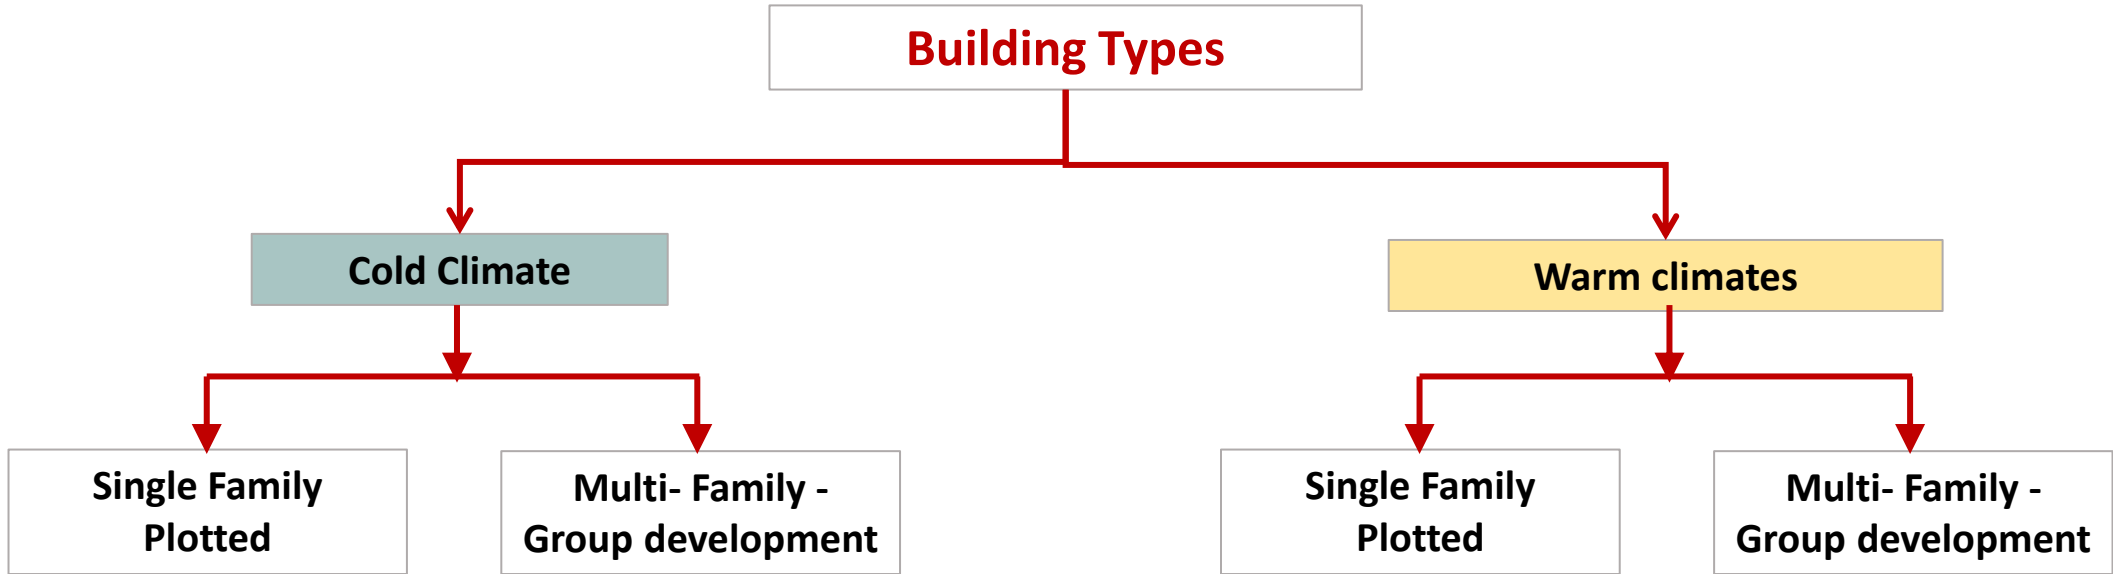 Building Types
Cold Climate
Warm climates
Single Family
Plotted
Multi- Family -
Group development
Single Family
Plotted
Multi- Family -
Group development